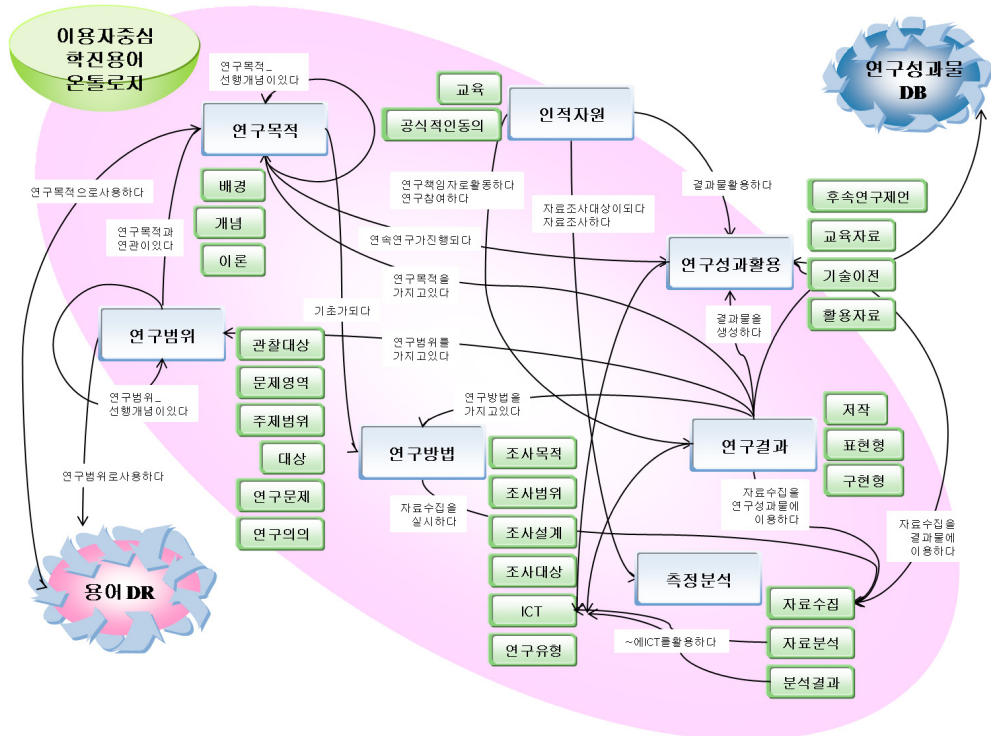 이용자중심
학진용어
온톨로지
연구성과물
DB
연구목적_
선행개념이있다
교육
공식적인동의
인적자원
연구목적
연구목적으로사용하다
배경
개념
이론
연구목적과
연관이있다
연구책임자로활동하다
연구참여하다
자료조사대상이되다
자료조사하다
결과물활용하다
후속연구제언
교육자료
기술이전
활용자료
연속연구가진행되다
연구성과활용
연구목적을
가지고있다
기초가되다
결과물을
생성하다
연구범위
관찰대상
문제영역
주제범위
대상
연구문제
연구의의
연구범위를
가지고있다
연구범위_
선행개념이있다
연구방법을
가지고있다
연구범위로사용하다
연구방법
조사목적
조사범위
조사설계
조사대상
ICT
연구유형
연구결과
저작
표현형
구현형
자료수집을
실시하다
자료수집을
연구성과물에
이용하다
자료수집을
결과물에
이용하다
용어 DR
측정분석
자료수집
자료분석
분석결과
~에ICT를활용하다